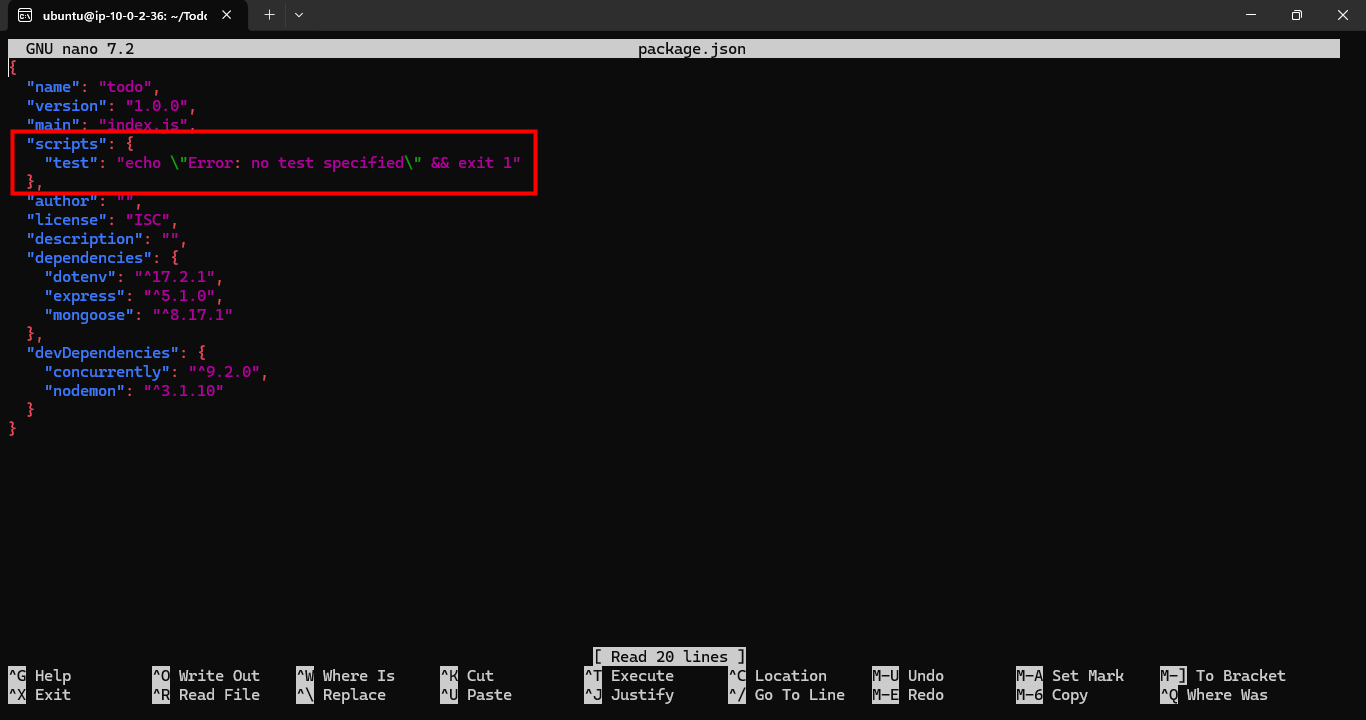 ubuntu@ip-10-0-2-36: ~/Todo
GNU nano 7.2 package.json
{
"name": "todo",
"version": "1.0.0",
"main": "index.js",
"scripts": {
"test": "echo \"Error: no test specified\" && exit 1"
},
"author": "",
"license": "ISC",
"description": "",
"dependencies": {
"dotenv": "^17.2.1",
"express": "^5.1.0",
"mongoose": "^8.17.1"
},
"devDependencies": {
"concurrently": "^9.2.0",
"nodemon": "^3.1.10"
}
}
[ Read 20 lines ]
^G Help ^O Write Out ^W Where Is ^K Cut ^T Execute ^C Location M-U Undo M-A Set Mark M-] To Bracket
^X Exit ^R Read File ^\ Replace ^U Paste ^J Justify ^/ Go To Line M-E Redo M-6 Copy ^Q Where Was